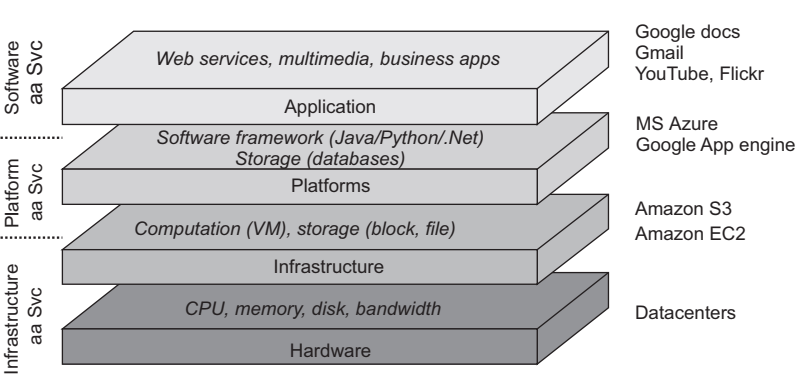 Software
aa Svc
Web services, multimedia, business apps
Application
Google docs
Gmail
YouTube, Flickr
Platform
aa Svc
Software framework (Java/Python/.Net)
Storage (databases)
Platforms
MS Azure
Google App engine
Infrastructure
aa Svc
Computation (VM), storage (block, file)
Infrastructure
Amazon S3
Amazon EC2
CPU, memory, disk, bandwidth
Hardware
Datacenters